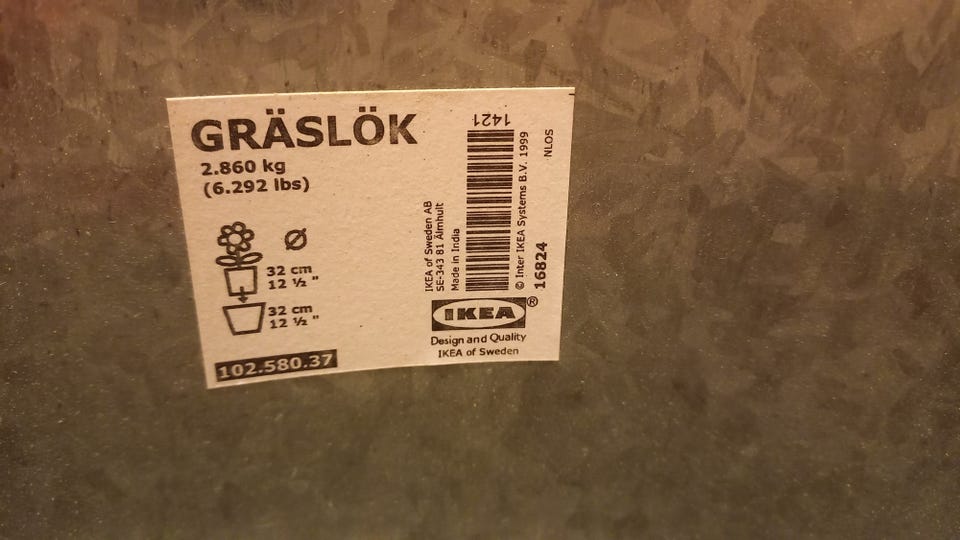 GRÄSLÖK
2.860 kg
(6.292 lbs)
32 cm
12 ½ "
32 cm
12 ½ "
102.580.37
IKEA of Sweden AB
SE-343 81 Älmhult
Made in India
1421
© Inter IKEA Systems B.V. 1999
16824
NLOS
IKEA®
Design and Quality
IKEA of Sweden